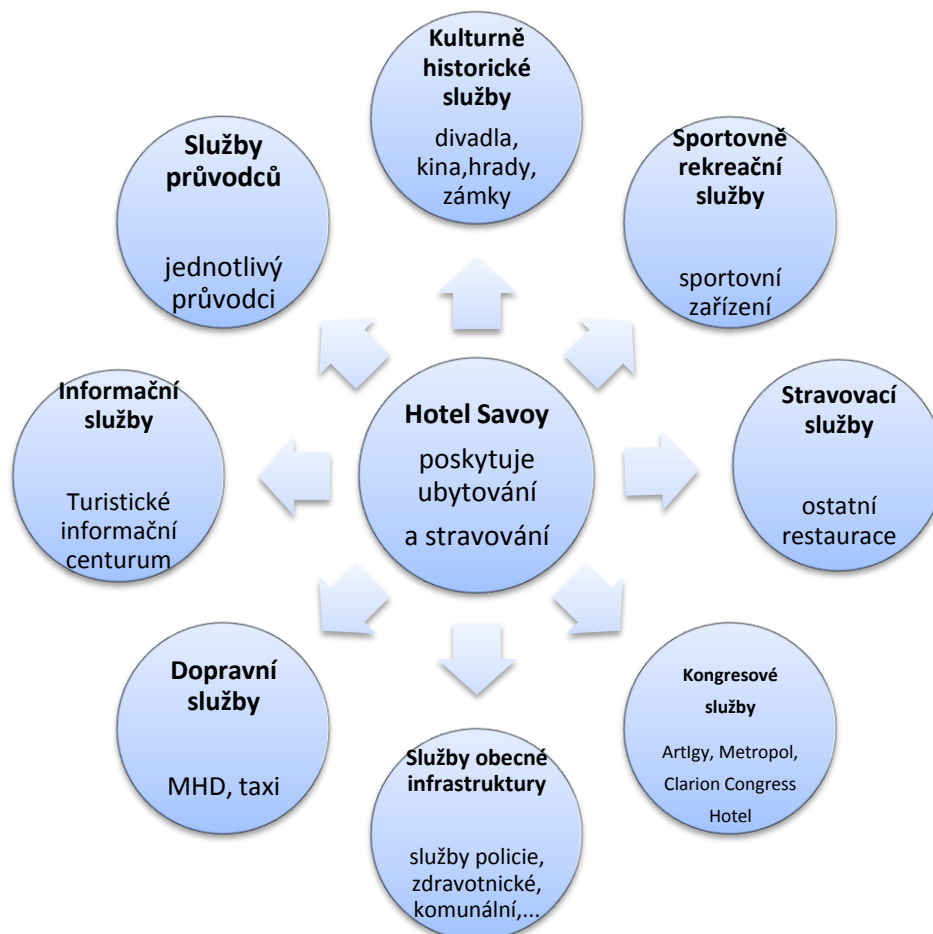 Kulturně
historické
služby
divadla,
kina,hrady,
zámky
Sportovně
rekreační
služby
sportovní
zařízení
Stravovací
služby
ostatní
restaurace
Kongresové
služby
ArtIgy, Metropol,
Clarion Congress
Hotel
Služby obecné
infrastruktury
služby policie,
zdravotnické,
komunální,...
Dopravní
služby
MHD, taxi
Informační
služby
Turistické
informační
centurum
Služby
průvodců
jednotlivý
průvodci
Hotel Savoy
poskytuje
ubytování
a stravování